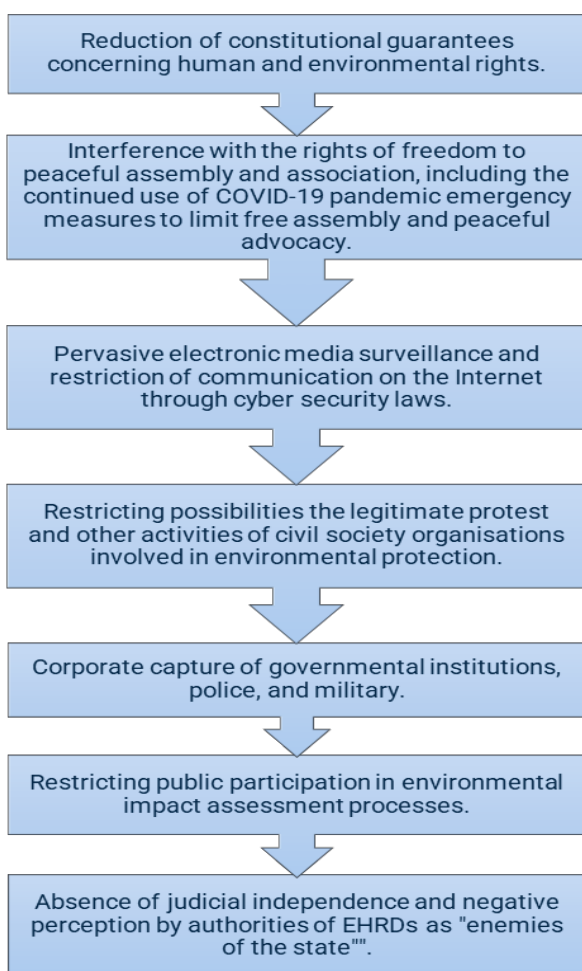 Reduction of constitutional guarantees
concerning human and environmental rights.
Interference with the rights of freedom to
peaceful assembly and association, including the
continued use of COVID-19 pandemic emergency
measures to limit free assembly and peaceful
advocacy.
Pervasive electronic media surveillance and
restriction of communication on the Internet
through cyber security laws.
Restricting possibilities the legitimate protest
and other activities of civil society organisations
involved in environmental protection.
Corporate capture of governmental institutions,
police, and military.
Restricting public participation in environmental
impact assessment processes.
Absence of judicial independence and negative
perception by authorities of EHRDs as "enemies
of the state"".